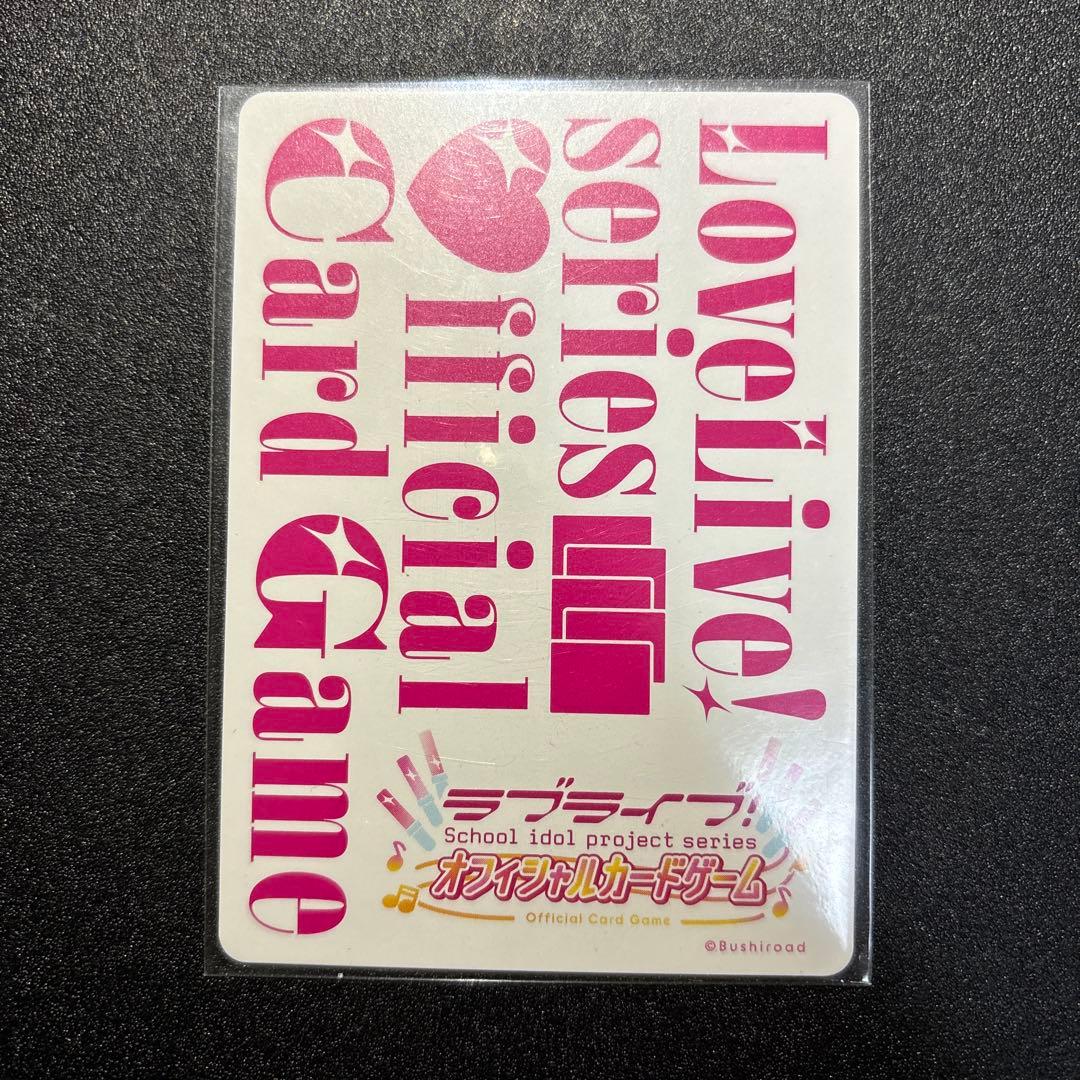 LoveLive!
series
Official
Card Game
ラブライブ!
School idol project series
オフィシャルカードゲーム
Official Card Game
©Bushiroad